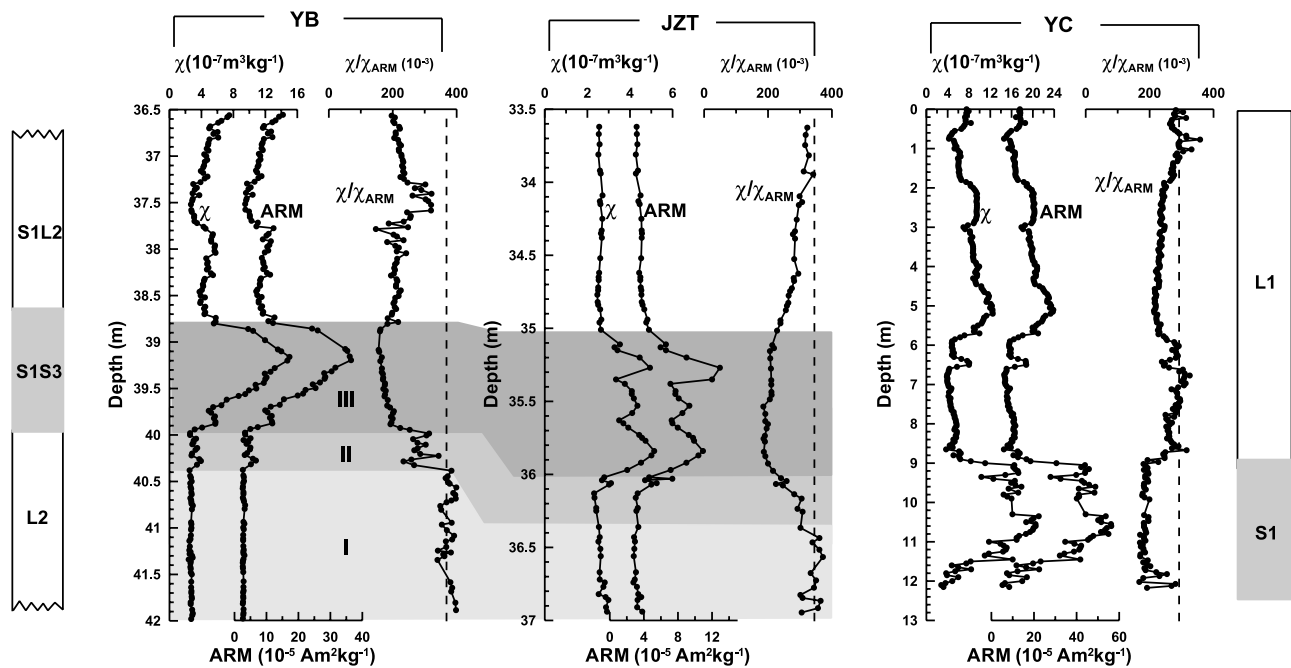 YB
JZT
YC
χ(10-7m3kg-1)
χ/χARM (10-3)
χ(10-7m3kg-1)
χ/χARM (10-3)
χ(10-7m3kg-1)
χ/χARM (10-3)
0 4 8 12 16
0 200 400
0 2 4 6
0 200 400
0 4 8 12 16 20 24
0 200 400
36.5
37
37.5
38
38.5
39
39.5
40
40.5
41
41.5
42
33.5
34
34.5
35
35.5
36
36.5
37
0
1
2
3
4
5
6
7
8
9
10
11
12
13
Depth (m)
Depth (m)
Depth (m)
S1L2
S1S3
L2
χ
ARM
χ/χARM
χ
ARM
χ/χARM
χ
ARM
χ/χARM
III
II
I
L1
S1
0 10 20 30 40
0 4 8 12
0 20 40 60
ARM (10-5 Am2kg-1)
ARM (10-5 Am2kg-1)
ARM (10-5 Am2kg-1)